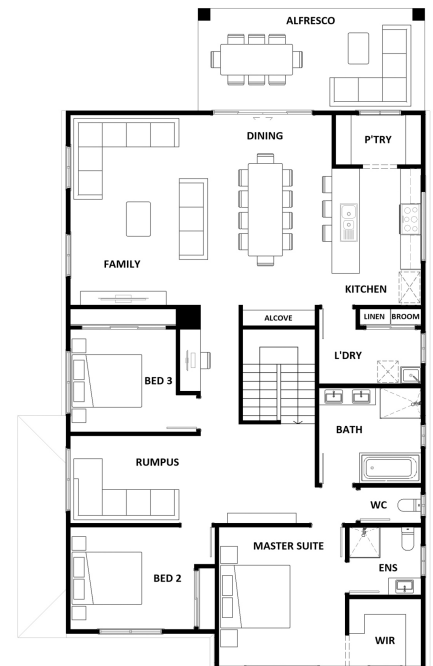 ALFRESCO
DINING
P'TRY
FAMILY
KITCHEN
ALCOVE
LINEN BROOM
L'DRY
BED 3
BATH
RUMPUS
WC
MASTER SUITE
ENS
BED 2
WIR